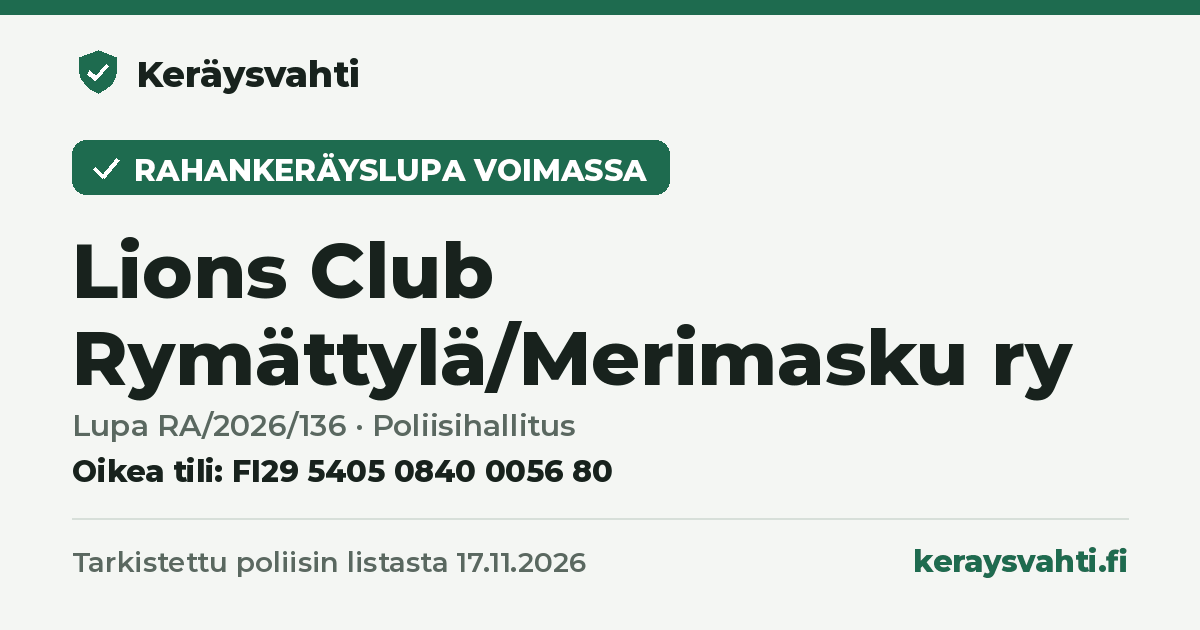 Keräysvahti
RAHANKERÄYSLUPA VOIMASSA
Lions Club
Rymättylä/Merimasku ry
Lupa RA/2026/136 · Poliisihallitus
Oikea tili: FI29 5405 0840 0056 80
Tarkistettu poliisin listasta 17.11.2026
keraysvahti.fi